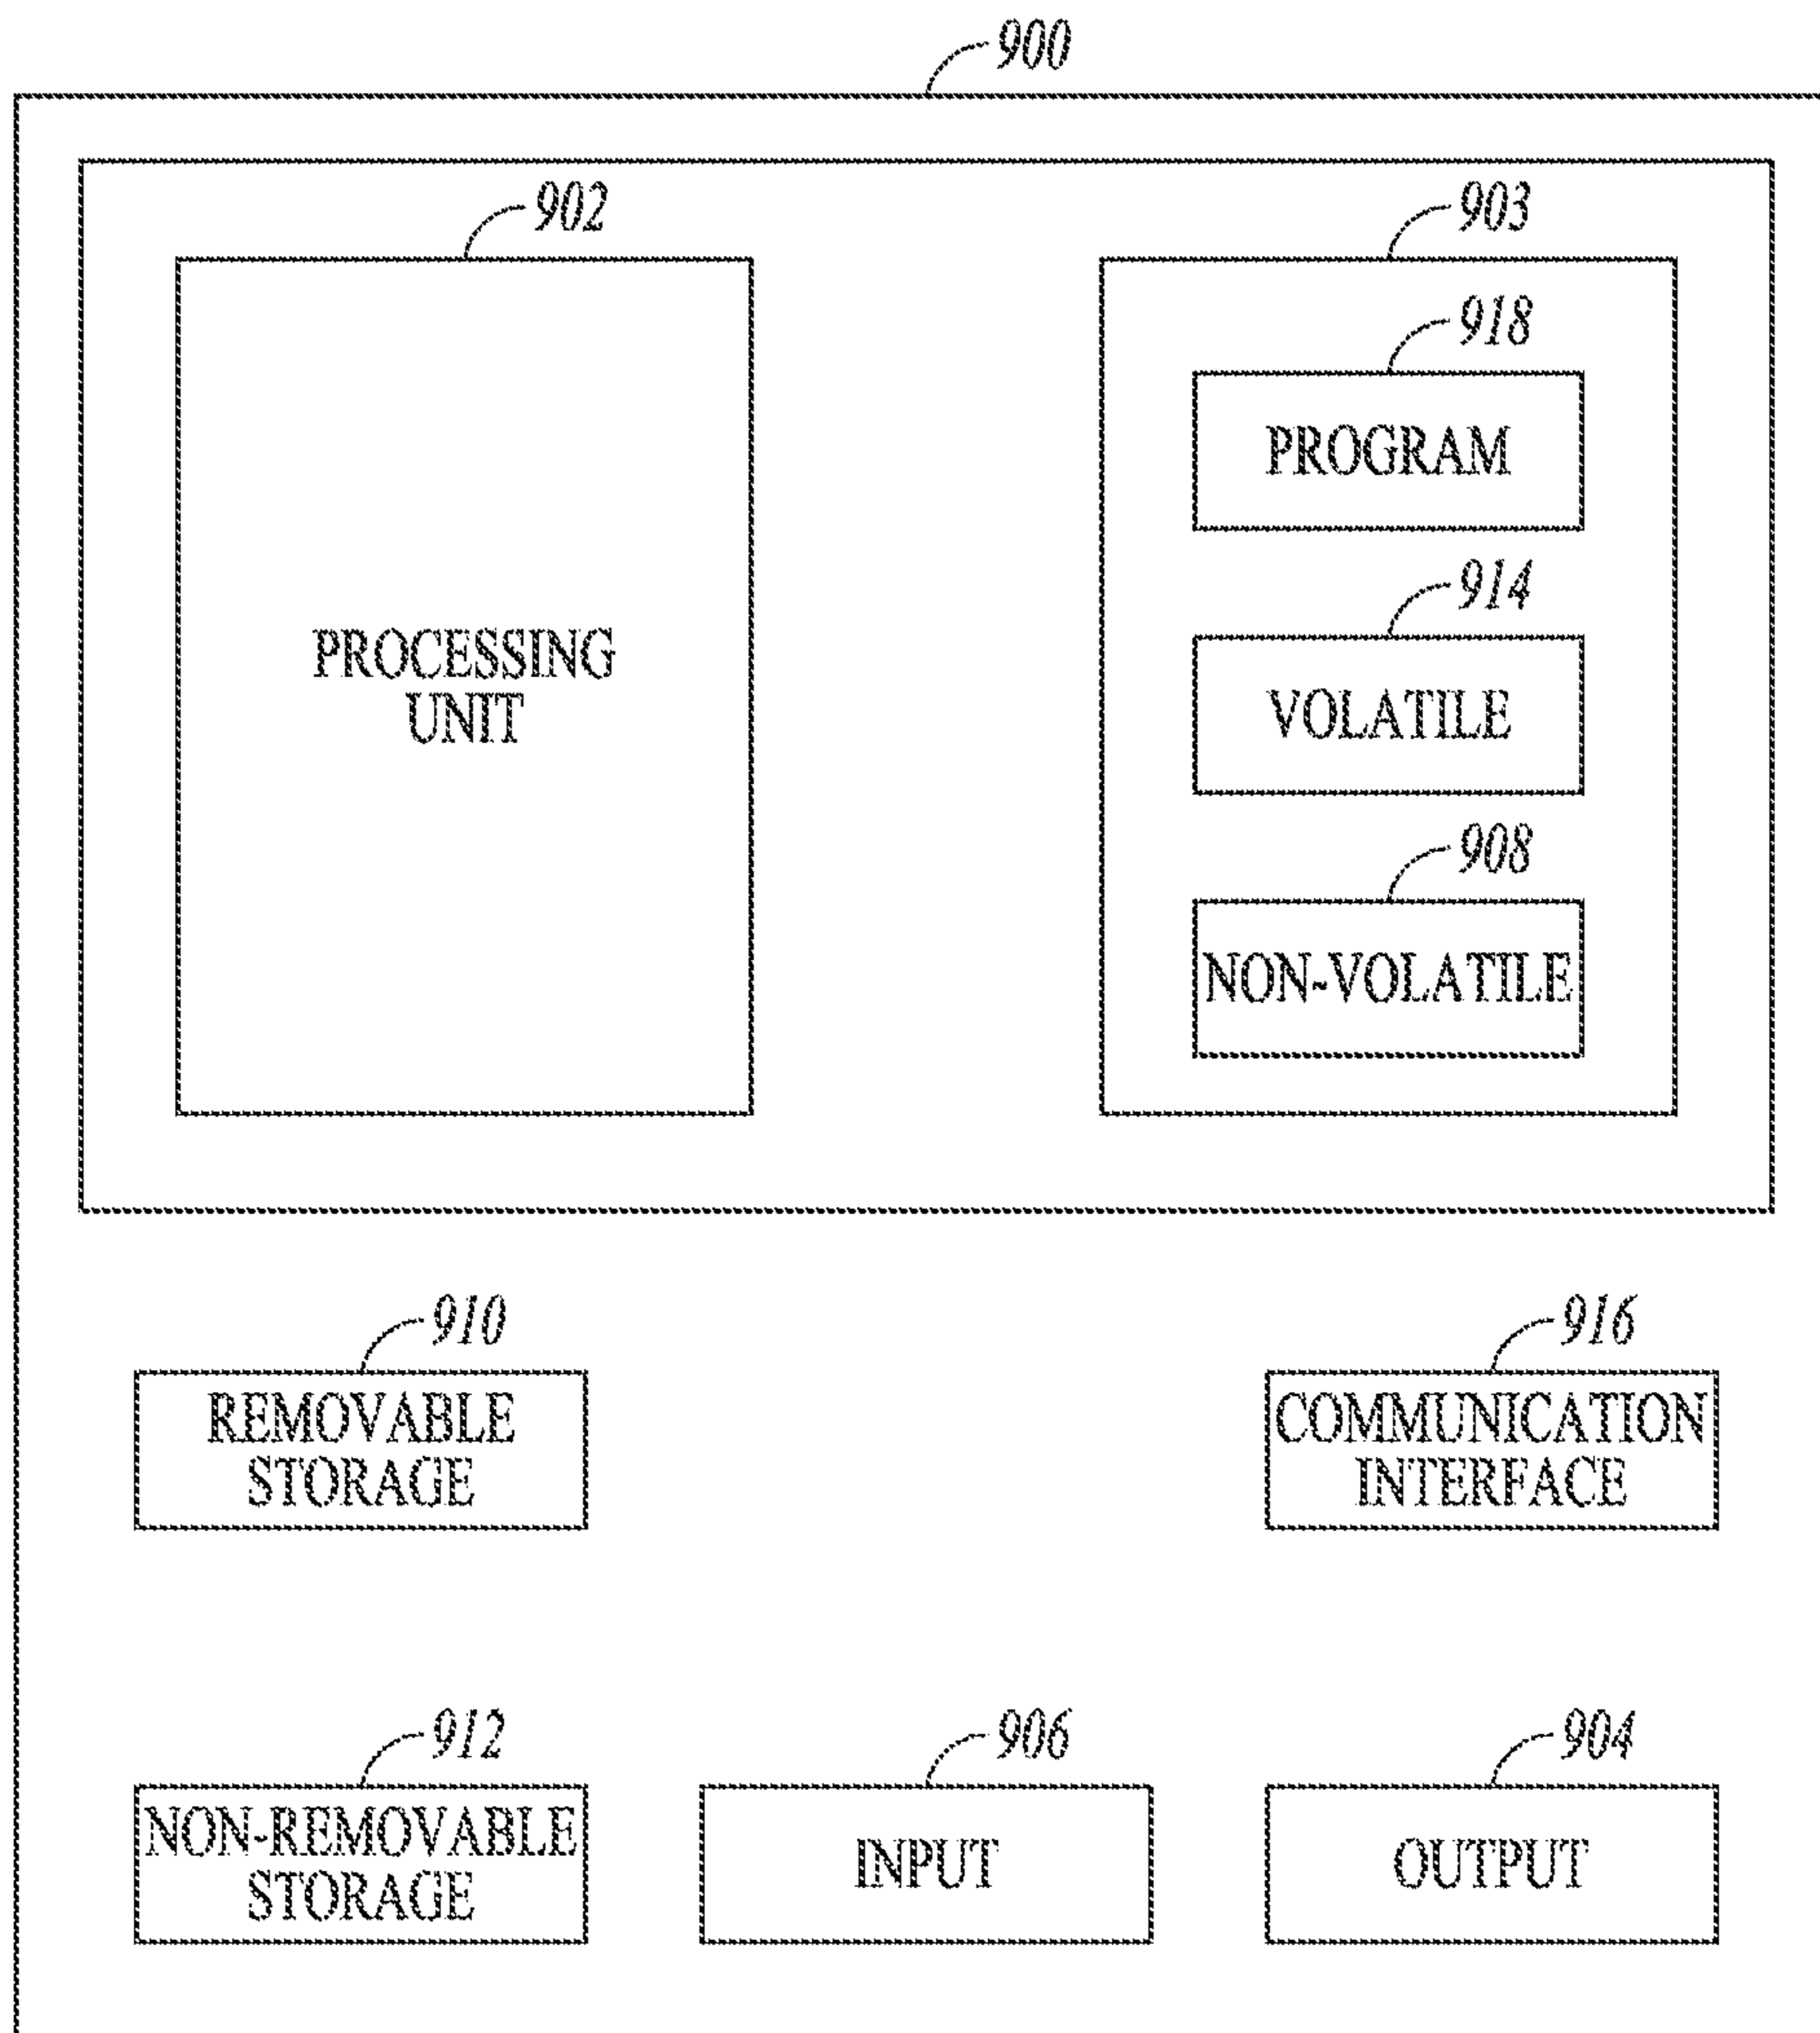 900
902
903
918
PROGRAM
914
PROCESSING
UNIT
VOLATILE
908
NON-VOLATILE
910
916
REMOVABLE
STORAGE
COMMUNICATION
INTERFACE
912
906
904
NON-REMOVABLE
STORAGE
INPUT
OUTPUT